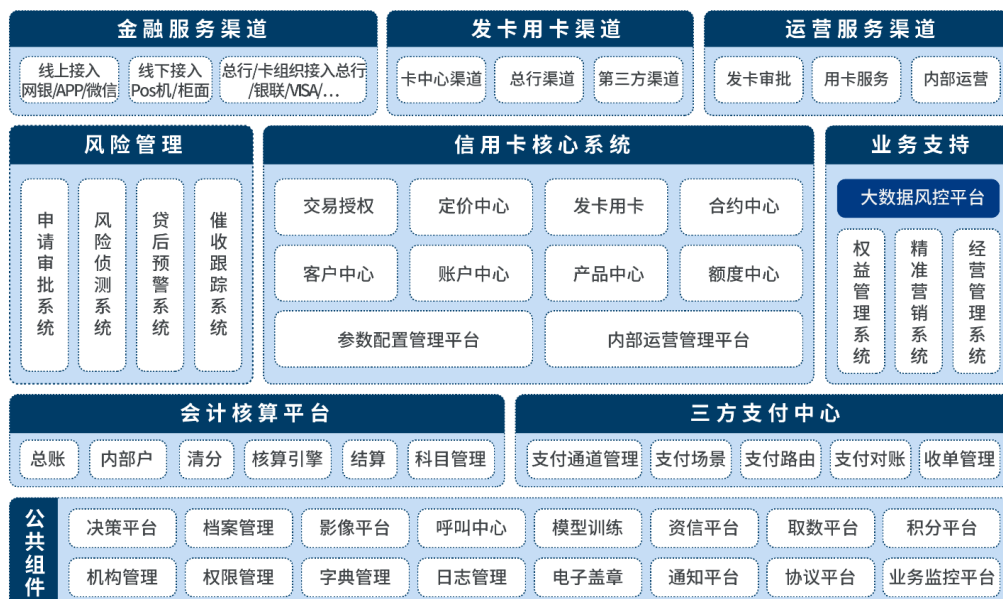 金融服务渠道
线上接入
网银/APP/微信
线下接入
Pos机/柜面
总行/卡组织接入总行
/银联/VISA/...
发卡用卡渠道
卡中心渠道
总行渠道
第三方渠道
运营服务渠道
发卡审批
用卡服务
内部运营
风险管理
申请审批系统
风险侦测系统
贷后预警系统
催收跟踪系统
信用卡核心系统
交易授权
定价中心
发卡用卡
合约中心
客户中心
账户中心
产品中心
额度中心
参数配置管理平台
内部运营管理平台
业务支持
大数据风控平台
权益管理系统
精准营销系统
经营管理系统
会计核算平台
总账
内部户
清分
核算引擎
结算
科目管理
三方支付中心
支付通道管理
支付场景
支付路由
支付对账
收单管理
公共组件
决策平台
档案管理
影像平台
呼叫中心
模型训练
资信平台
取数平台
积分平台
机构管理
权限管理
字典管理
日志管理
电子盖章
通知平台
协议平台
业务监控平台